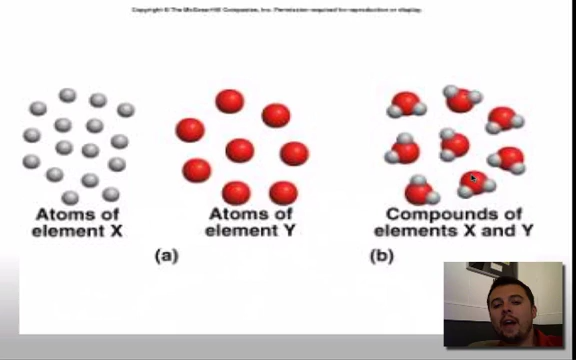 Copyright © The McGraw-Hill Companies, Inc. Permission required for reproduction or display.
Atoms of
element X
Atoms of
element Y
Compounds of
elements X and Y
(a)
(b)